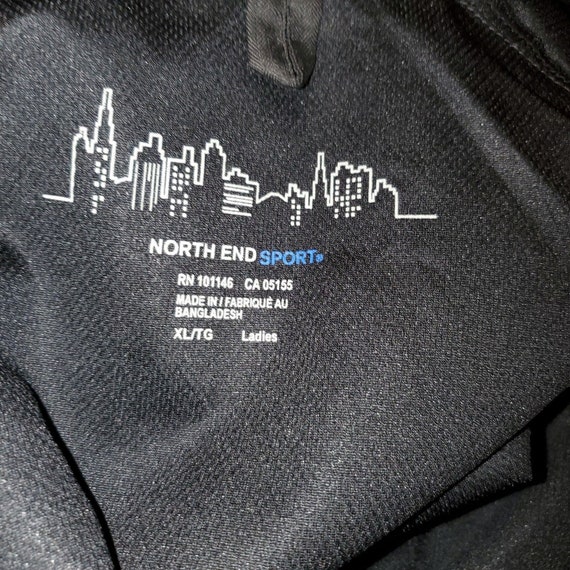 NORTH END SPORT®
RN 101146 CA 05155
MADE IN / FABRIQUÉ AU
BANGLADESH
XL/TG Ladies